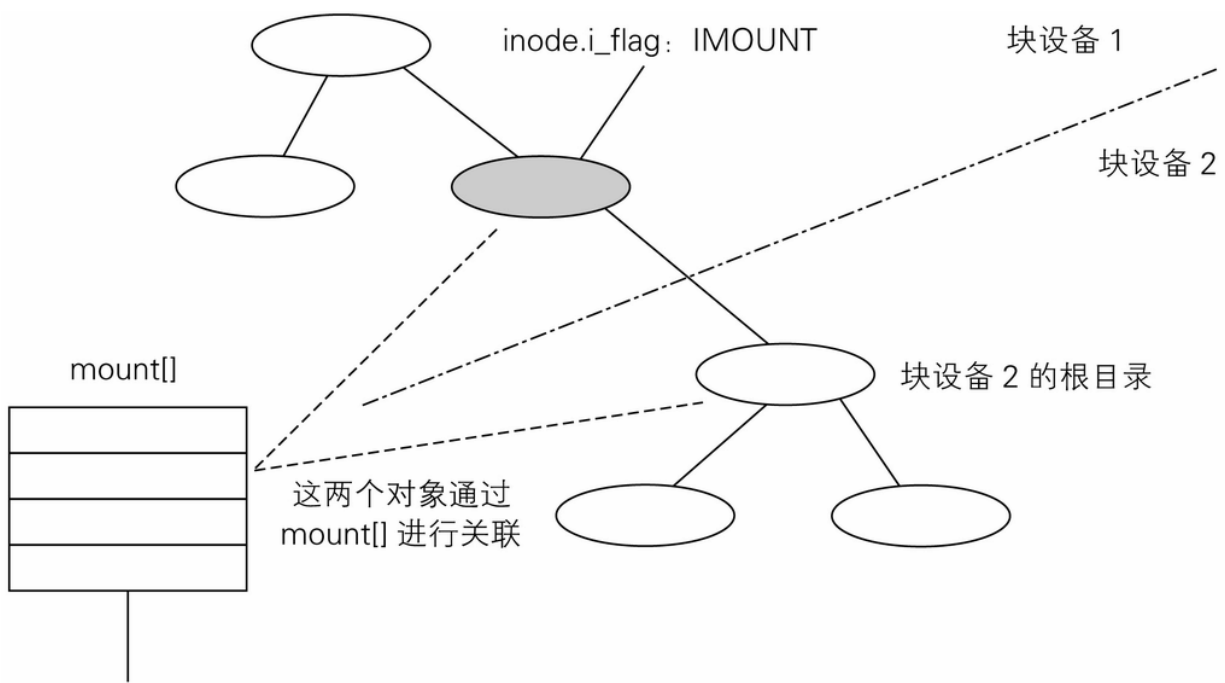 inode.i_flag： IMOUNT
块设备 1
块设备 2
mount[]
块设备 2 的根目录
这两个对象通过
mount[] 进行关联